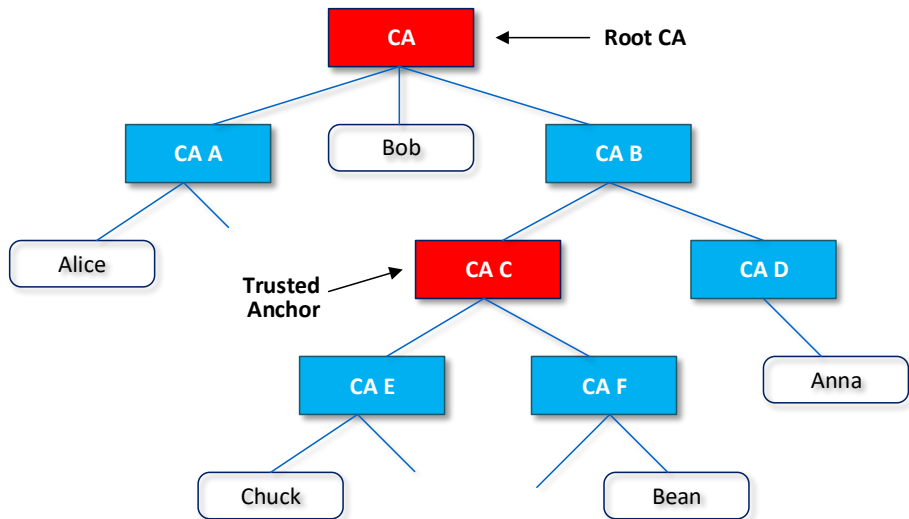 CA
Root CA
CA A
Bob
CA B
Alice
Trusted
Anchor
CA C
CA D
CA E
CA F
Anna
Chuck
Bean